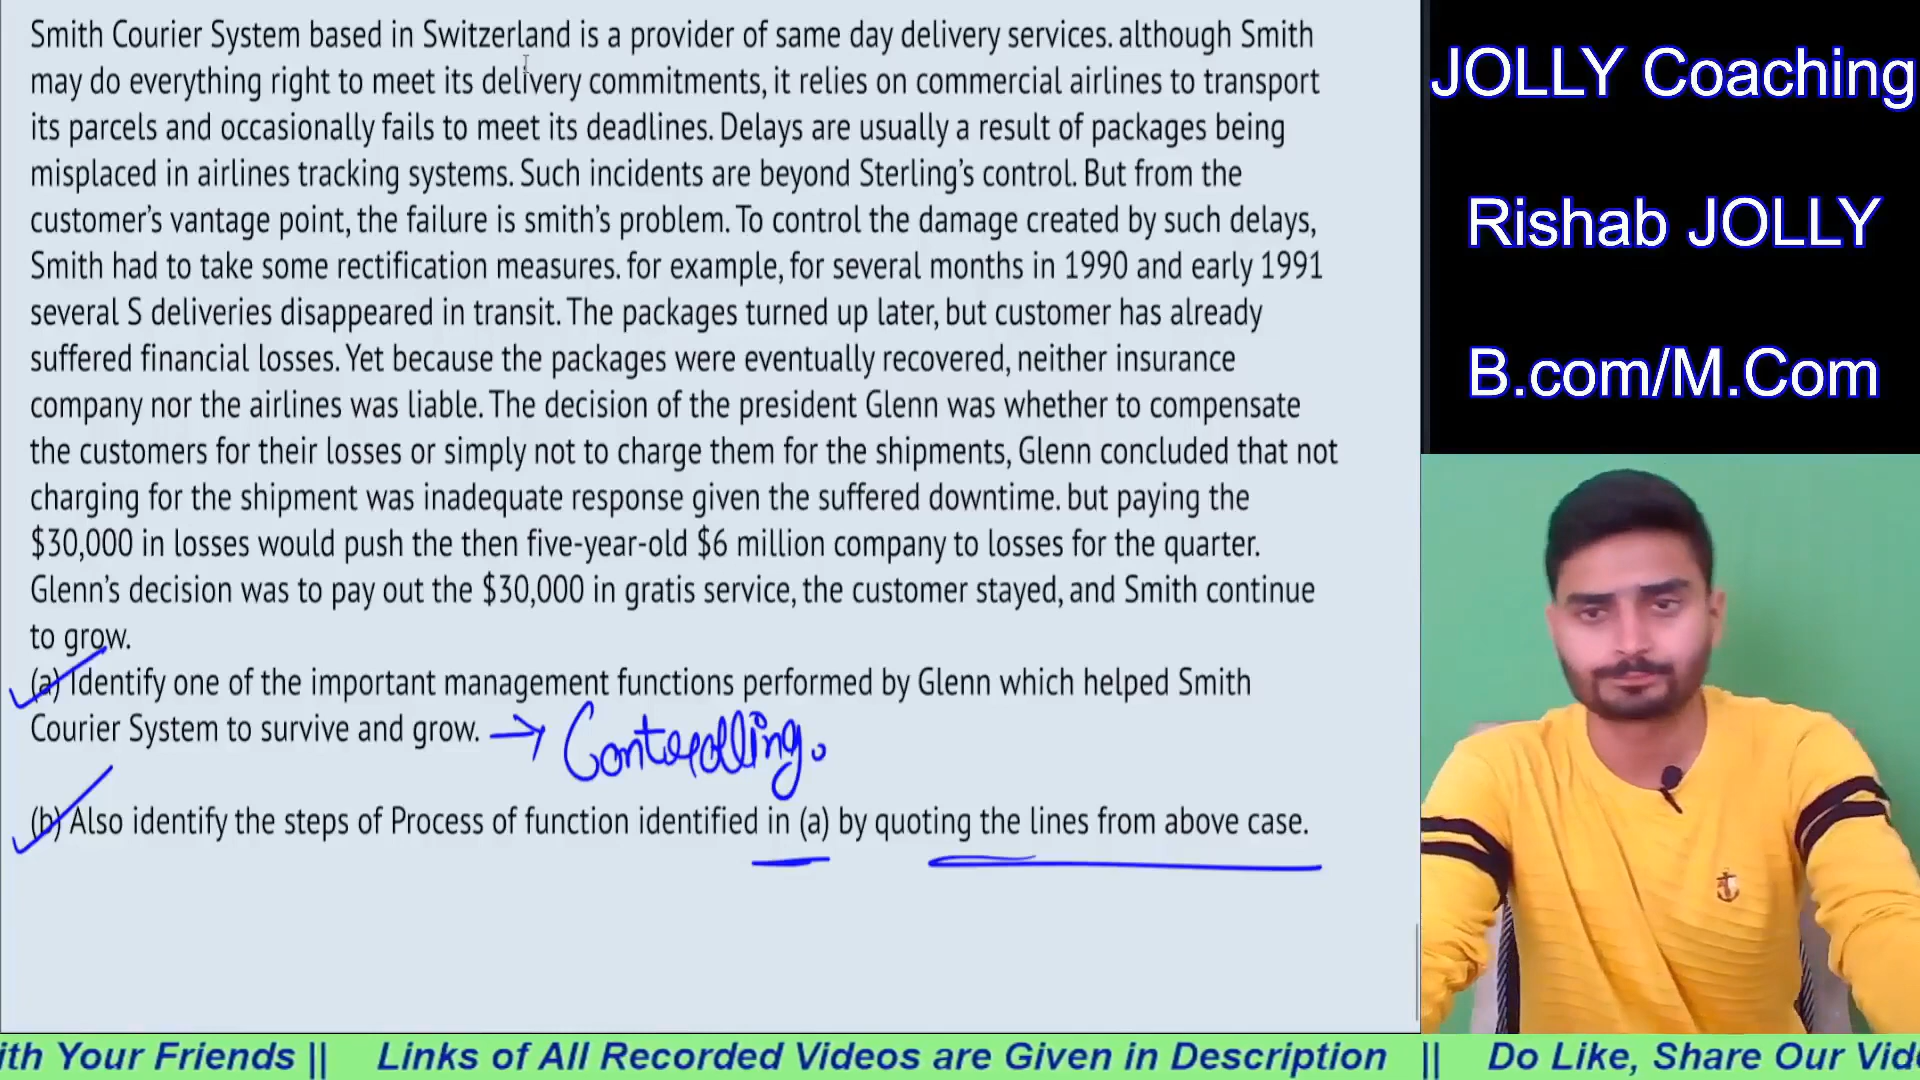 Smith Courier System based in Switzerland is a provider of same day delivery services. although Smith
may do everything right to meet its delivery commitments, it relies on commercial airlines to transport
its parcels and occasionally fails to meet its deadlines. Delays are usually a result of packages being
misplaced in airlines tracking systems. Such incidents are beyond Sterling's control. But from the
customer's vantage point, the failure is smith's problem. To control the damage created by such delays,
Smith had to take some rectification measures. for example, for several months in 1990 and early 1991
several S deliveries disappeared in transit. The packages turned up later, but customer has already
suffered financial losses. Yet because the packages were eventually recovered, neither insurance
company nor the airlines was liable. The decision of the president Glenn was whether to compensate
the customers for their losses or simply not to charge them for the shipments, Glenn concluded that not
charging for the shipment was inadequate response given the suffered downtime. but paying the
$30,000 in losses would push the then five-year-old $6 million company to losses for the quarter.
Glenn's decision was to pay out the $30,000 in gratis service, the customer stayed, and Smith continue
to grow.
(a) Identify one of the important management functions performed by Glenn which helped Smith
Courier System to survive and grow. → Controlling.
(b) Also identify the steps of Process of function identified in (a) by quoting the lines from above case.
JOLLY Coaching
Rishab JOLLY
B.com/M.Com
ith Your Friends || Links of All Recorded Videos are Given in Description || Do Like, Share Our Vid